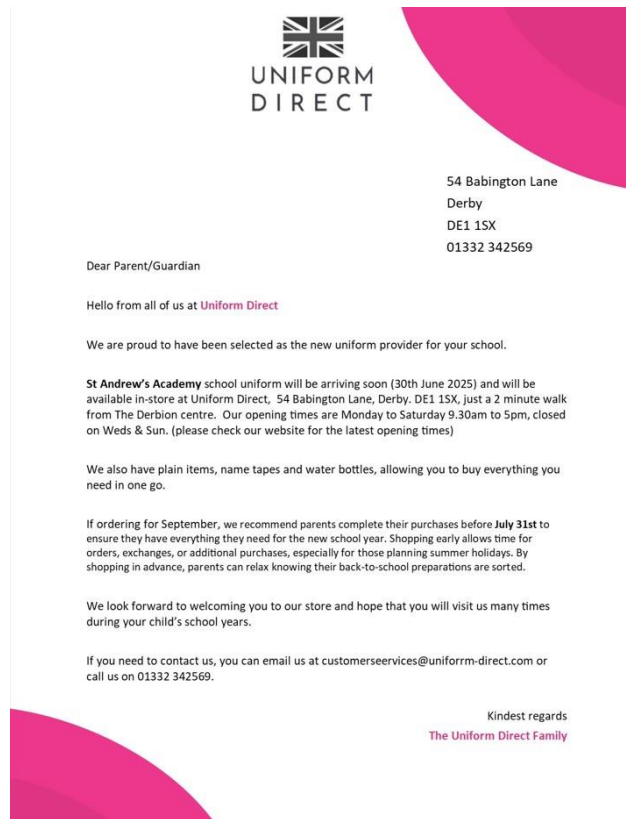 UNIFORM
DIRECT
54 Babington Lane
Derby
DE1 1SX
01332 342569
Dear Parent/Guardian
Hello from all of us at Uniform Direct
We are proud to have been selected as the new uniform provider for your school.
St Andrew's Academy school uniform will be arriving soon (30th June 2025) and will be
available in-store at Uniform Direct,  54 Babington Lane, Derby. DE1 1SX, just a 2 minute walk
from The Derbion centre.  Our opening times are Monday to Saturday 9.30am to 5pm, closed
on Weds & Sun. (please check our website for the latest opening times)
We also have plain items, name tapes and water bottles, allowing you to buy everything you
need in one go.
If ordering for September, we recommend parents complete their purchases before July 31st to
ensure they have everything they need for the new school year. Shopping early allows time for
orders, exchanges, or additional purchases, especially for those planning summer holidays. By
shopping in advance, parents can relax knowing their back-to-school preparations are sorted.
We look forward to welcoming you to our store and hope that you will visit us many times
during your child's school years.
If you need to contact us, you can email us at customerseervices@uniforrm-direct.com or
call us on 01332 342569.
Kindest regards
The Uniform Direct Family